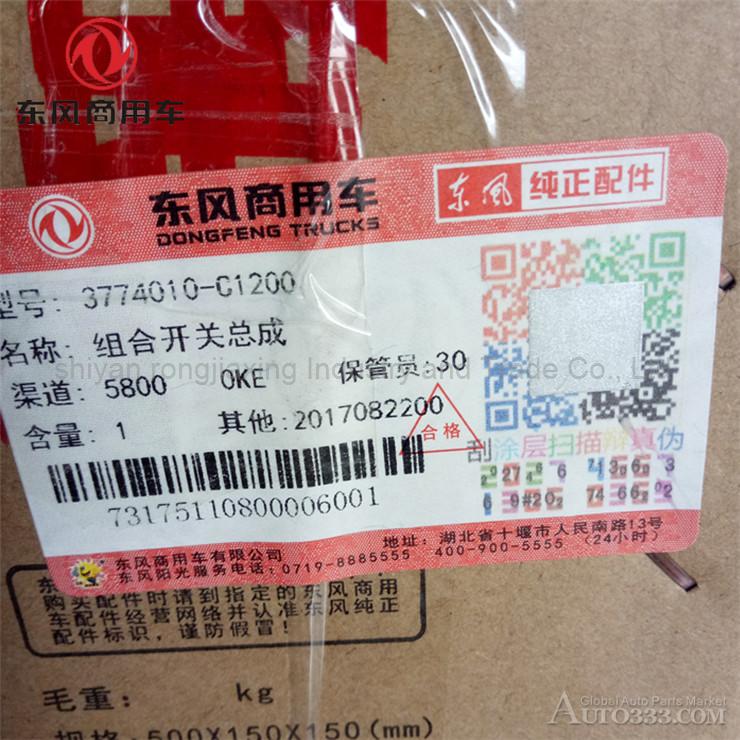 东风商用车
东风商用车
DONGFENG TRUCKS
东风 纯正配件
型号: 3774010-C1200
名称: 组合开关总成
shiyan rongjiaxing Industry and Trade Co., Ltd
渠道: 5800 OKE 保管员:30
含量: 1 其他:2017082200
合格
刮涂层扫描辩真伪
73175110800006001
东风商用车有限公司 地址: 湖北省十堰市人民南路13号
东风阳光服务电话:0719-8885555 400-900-5555 (24小时)
购买配件时请到指定的东风商用
车配件经营网络并认准东风纯正
配件标识，谨防假冒!
毛重: kg
规格:500X150X150(mm)
Global Auto Parts Market
AUTO333.COM